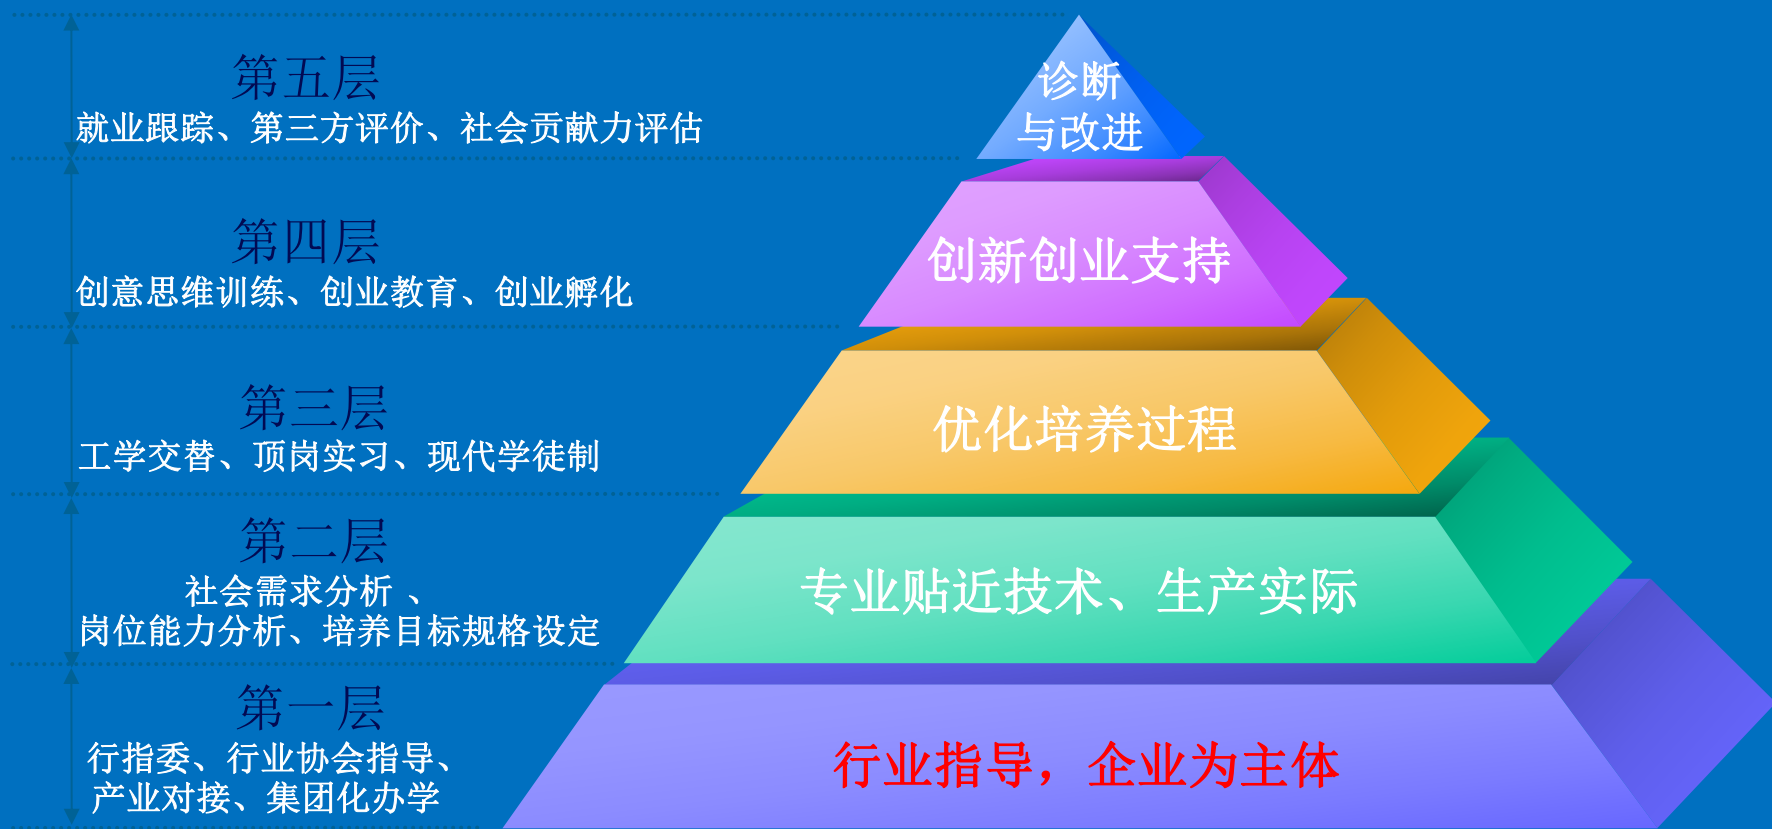 第五层
就业跟踪、第三方评价、社会贡献力评估
诊断
与改进
第四层
创意思维训练、创业教育、创业孵化
创新创业支持
第三层
工学交替、顶岗实习、现代学徒制
优化培养过程
第二层
社会需求分析 、
岗位能力分析、培养目标规格设定
专业贴近技术、生产实际
第一层
行指委、行业协会指导、
产业对接、集团化办学
行业指导，企业为主体